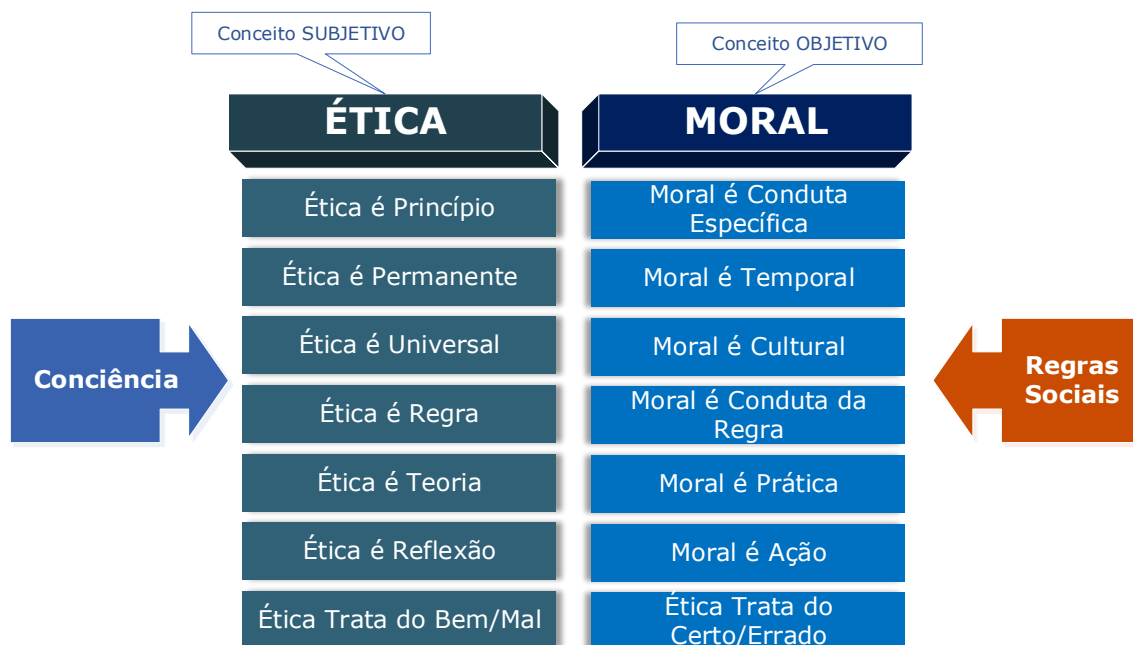 Conceito SUBJETIVO
Conceito OBJETIVO
ÉTICA
MORAL
Ética é Princípio
Moral é Conduta
Específica
Ética é Permanente
Moral é Temporal
Ética é Universal
Moral é Cultural
Conciência
Regras
Sociais
Ética é Regra
Moral é Conduta da
Regra
Ética é Teoria
Moral é Prática
Ética é Reflexão
Moral é Ação
Ética Trata do Bem/Mal
Ética Trata do
Certo/Errado